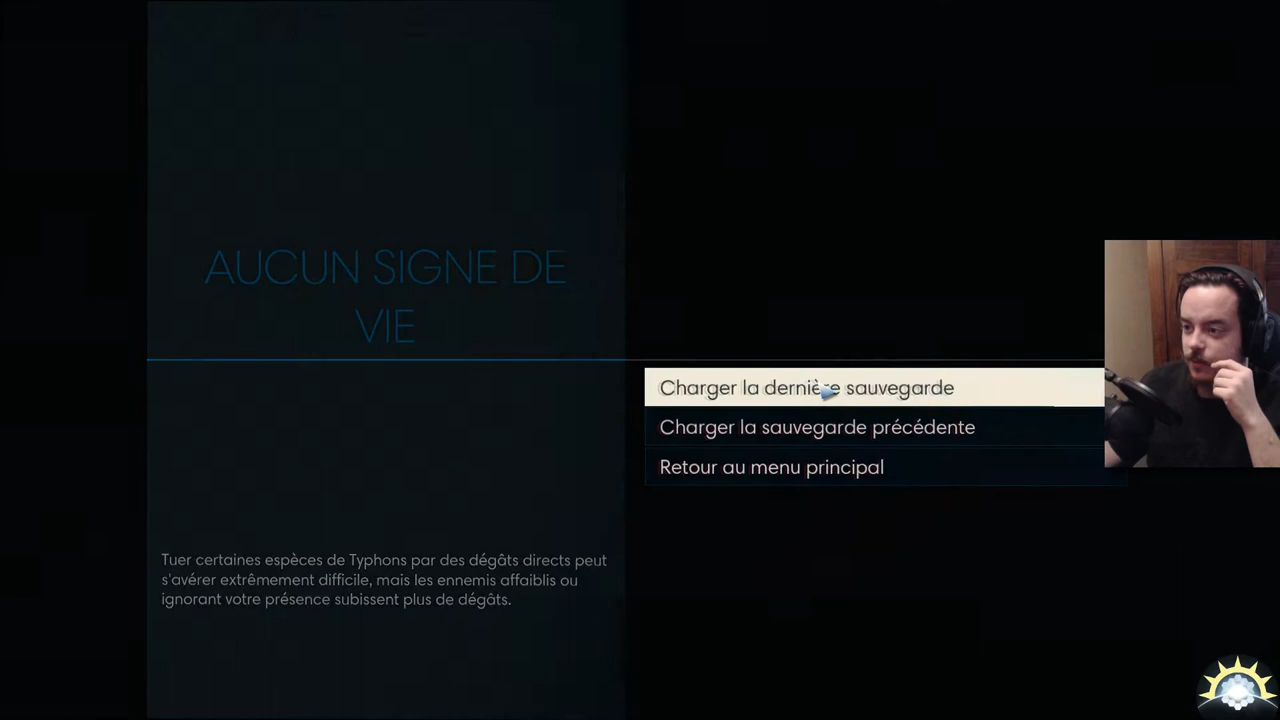 AUCUN SIGNE DE
VIE
Charger la dernière sauvegarde
Charger la sauvegarde précédente
Retour au menu principal
Tuer certaines espèces de Typhons par des dégâts directs peut
s'avérer extrêmement difficile, mais les ennemis affaiblis ou
ignorant votre présence subissent plus de dégâts.